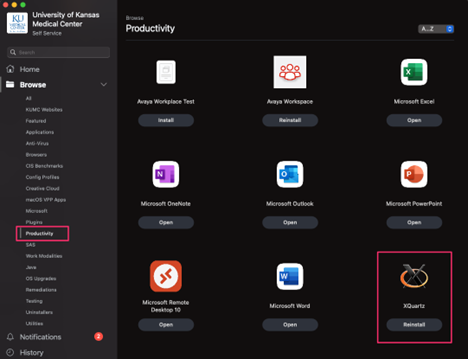 University of Kansas
Medical Center
Self Service
Search
Home
Browse
All
KUMC Websites
Featured
Applications
Anti-Virus
Browsers
OS Benchmarks
Config Profiles
Creative Cloud
macOS VPP Apps
Microsoft
Plugins
Productivity
SAS
Work Modalities
Java
OS Upgrades
Remediations
Testing
Uninstallers
Utilities
Notifications 2
History
Browse
Productivity
A...Z
Avaya Workplace Test
Install
Avaya Workspace
Reinstall
Microsoft Excel
Open
Microsoft OneNote
Open
Microsoft Outlook
Open
Microsoft PowerPoint
Open
Microsoft Remote
Desktop 10
Open
Microsoft Word
Open
XQuartz
Reinstall